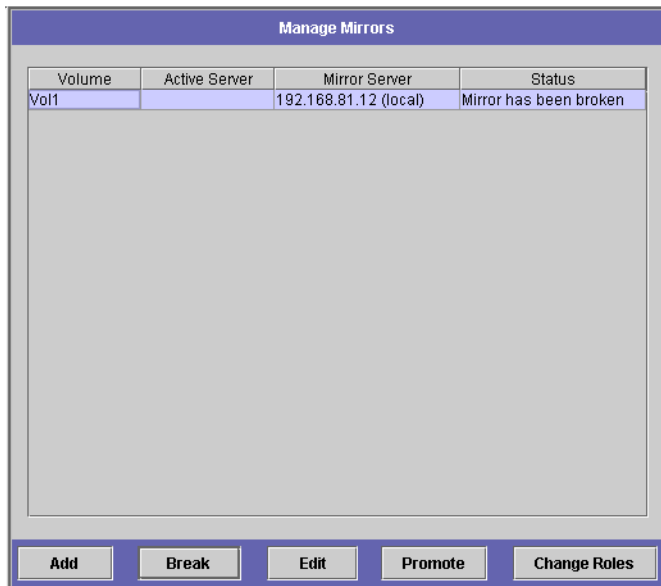 Manage Mirrors
Volume Active Server Mirror Server Status
Vol1 192.168.81.12 (local) Mirror has been broken
Add Break Edit Promote Change Roles